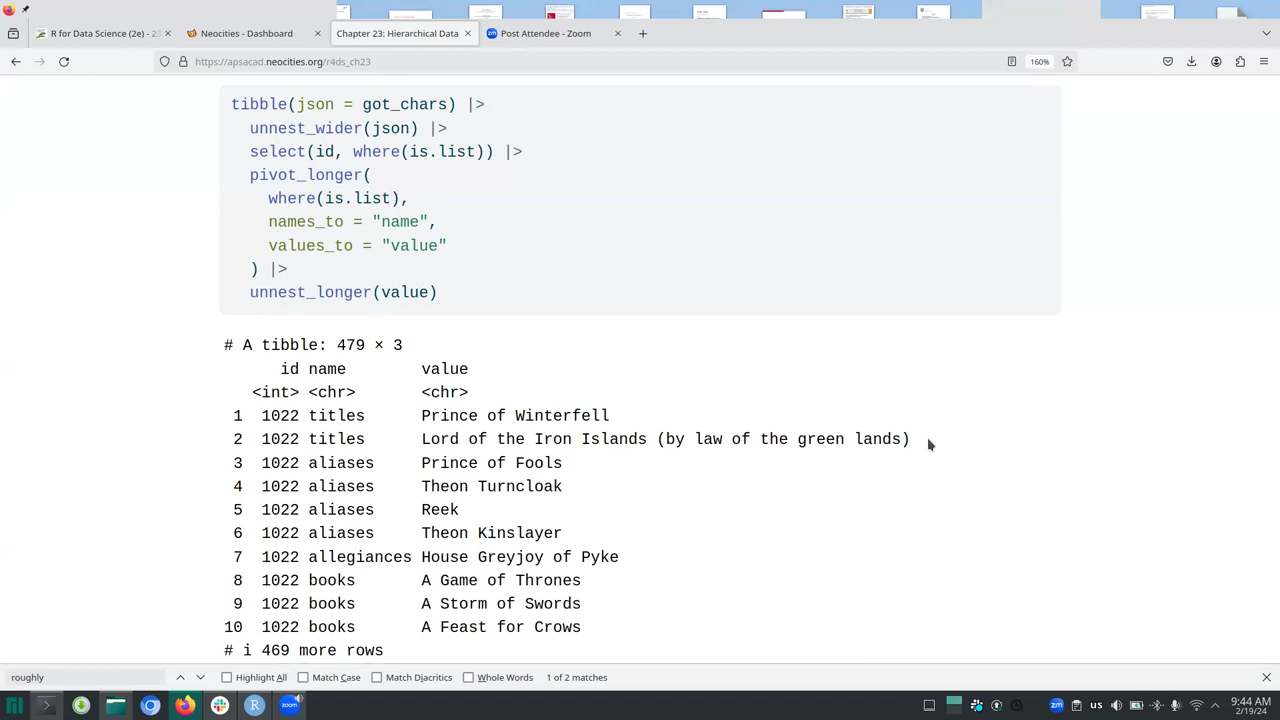 R for Data Science (2e) - 23
Neocities - Dashboard
Chapter 23: Hierarchical Data
Post Attendee - Zoom
https://apsacad.neocities.org/r4ds_ch23
160%
tibble(json = got_chars) |>
unnest_wider(json) |>
select(id, where(is.list)) |>
pivot_longer(
where(is.list),
names_to = "name",
values_to = "value"
) |>
unnest_longer(value)
# A tibble: 479 × 3
id name value
<int> <chr> <chr>
1 1022 titles Prince of Winterfell
2 1022 titles Lord of the Iron Islands (by law of the green lands)
3 1022 aliases Prince of Fools
4 1022 aliases Theon Turncloak
5 1022 aliases Reek
6 1022 aliases Theon Kinslayer
7 1022 allegiances House Greyjoy of Pyke
8 1022 books A Game of Thrones
9 1022 books A Storm of Swords
10 1022 books A Feast for Crows
# i 469 more rows
roughly
Highlight All Match Case Match Diacritics Whole Words 1 of 2 matches
us
9:44 AM
2/19/24